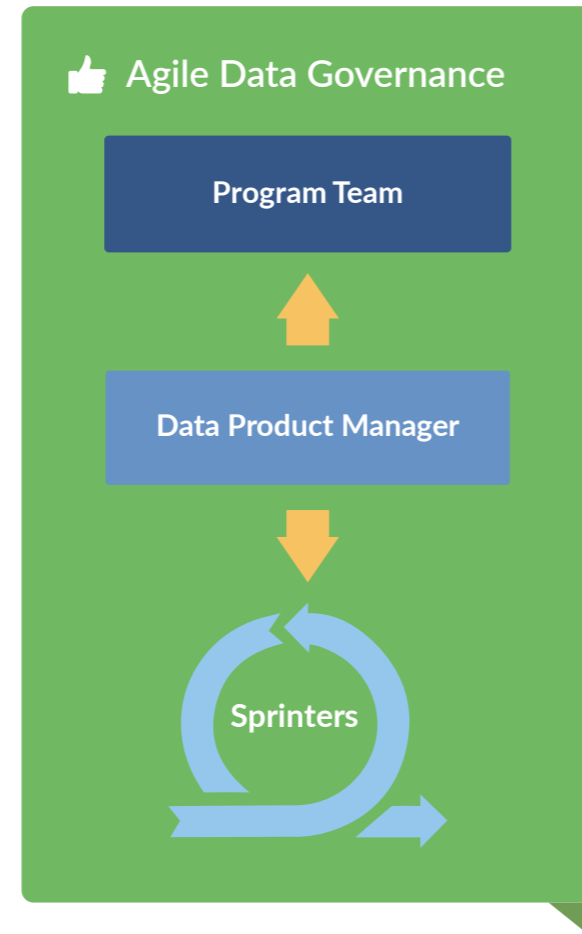 Agile Data Governance
Program Team
Data Product Manager
Sprinters